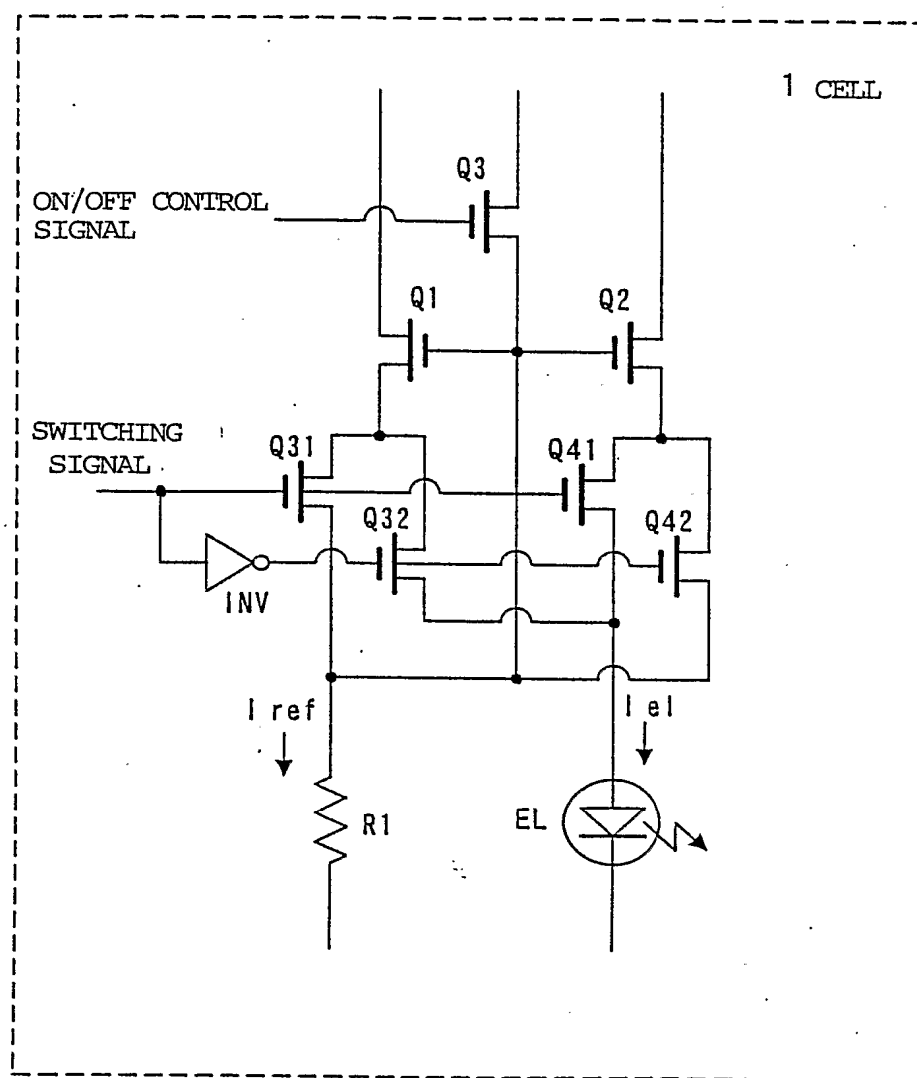 1 CELL
Q3
ON/OFF CONTROL
SIGNAL
Q1
Q2
SWITCHING
SIGNAL
Q31
Q41
Q32
Q42
INV
I ref
I el
R1
EL